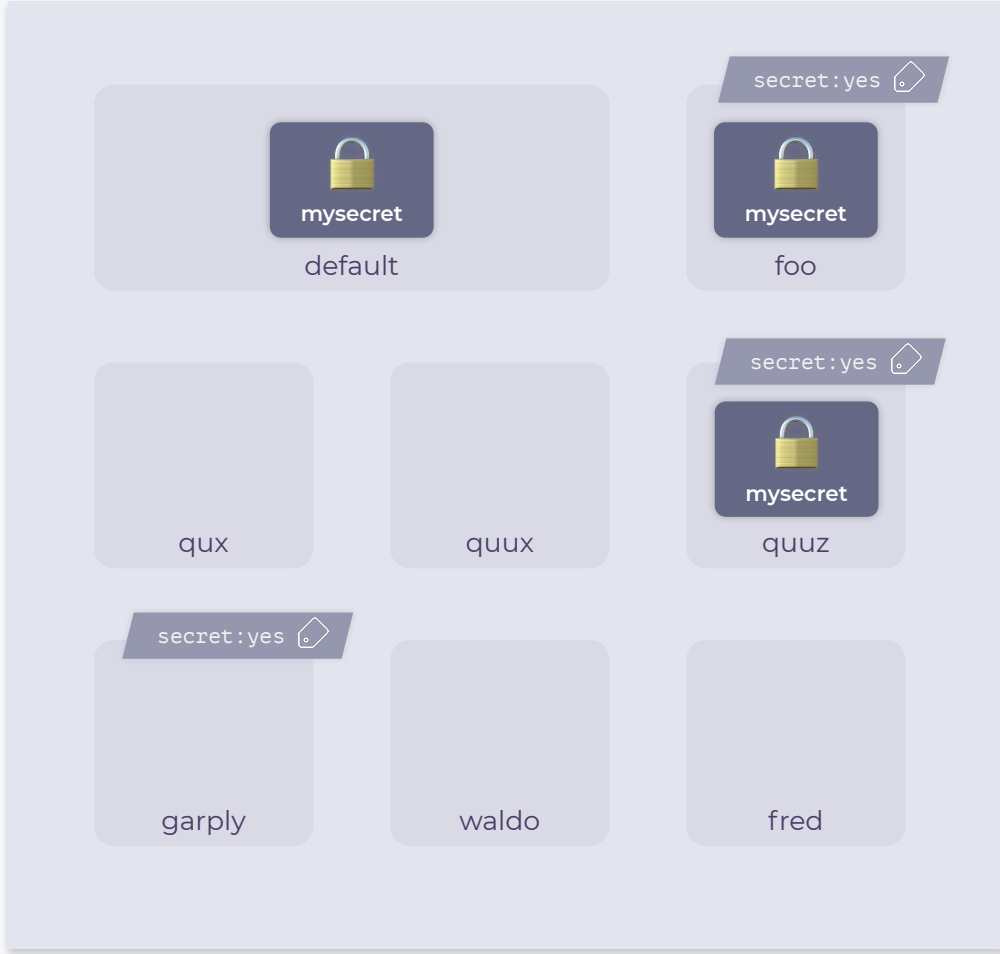 secret:yes
mysecret
default
mysecret
foo
secret:yes
mysecret
qux
quux
quuz
secret:yes
garply
waldo
fred